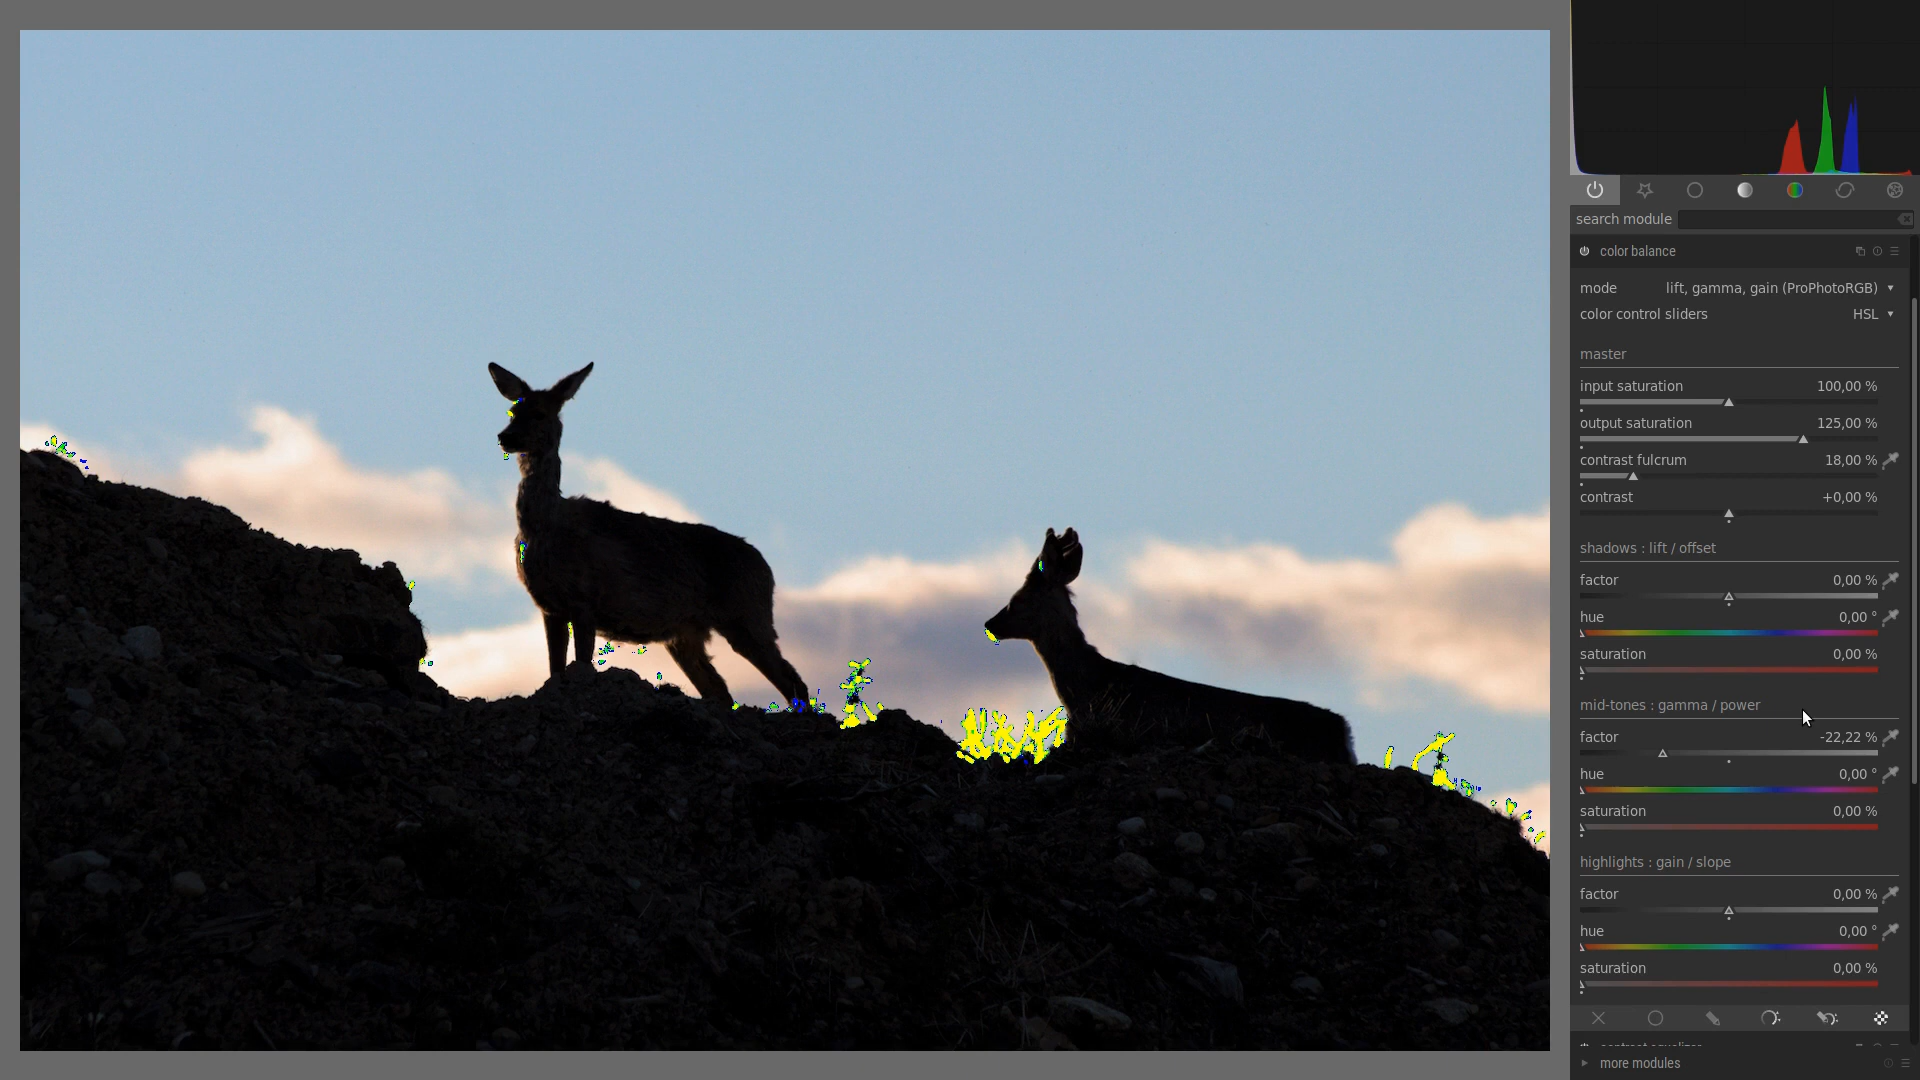 search module
color balance
mode lift, gamma, gain (ProPhotoRGB)
color control sliders HSL
master
input saturation 100,00 %
output saturation 125,00 %
contrast fulcrum 18,00 %
contrast +0,00 %
shadows : lift / offset
factor 0,00 %
hue 0,00 °
saturation 0,00 %
mid-tones : gamma / power
factor -22,22 %
hue 0,00 °
saturation 0,00 %
highlights : gain / slope
factor 0,00 %
hue 0,00 °
saturation 0,00 %
contrast equalizer
more modules